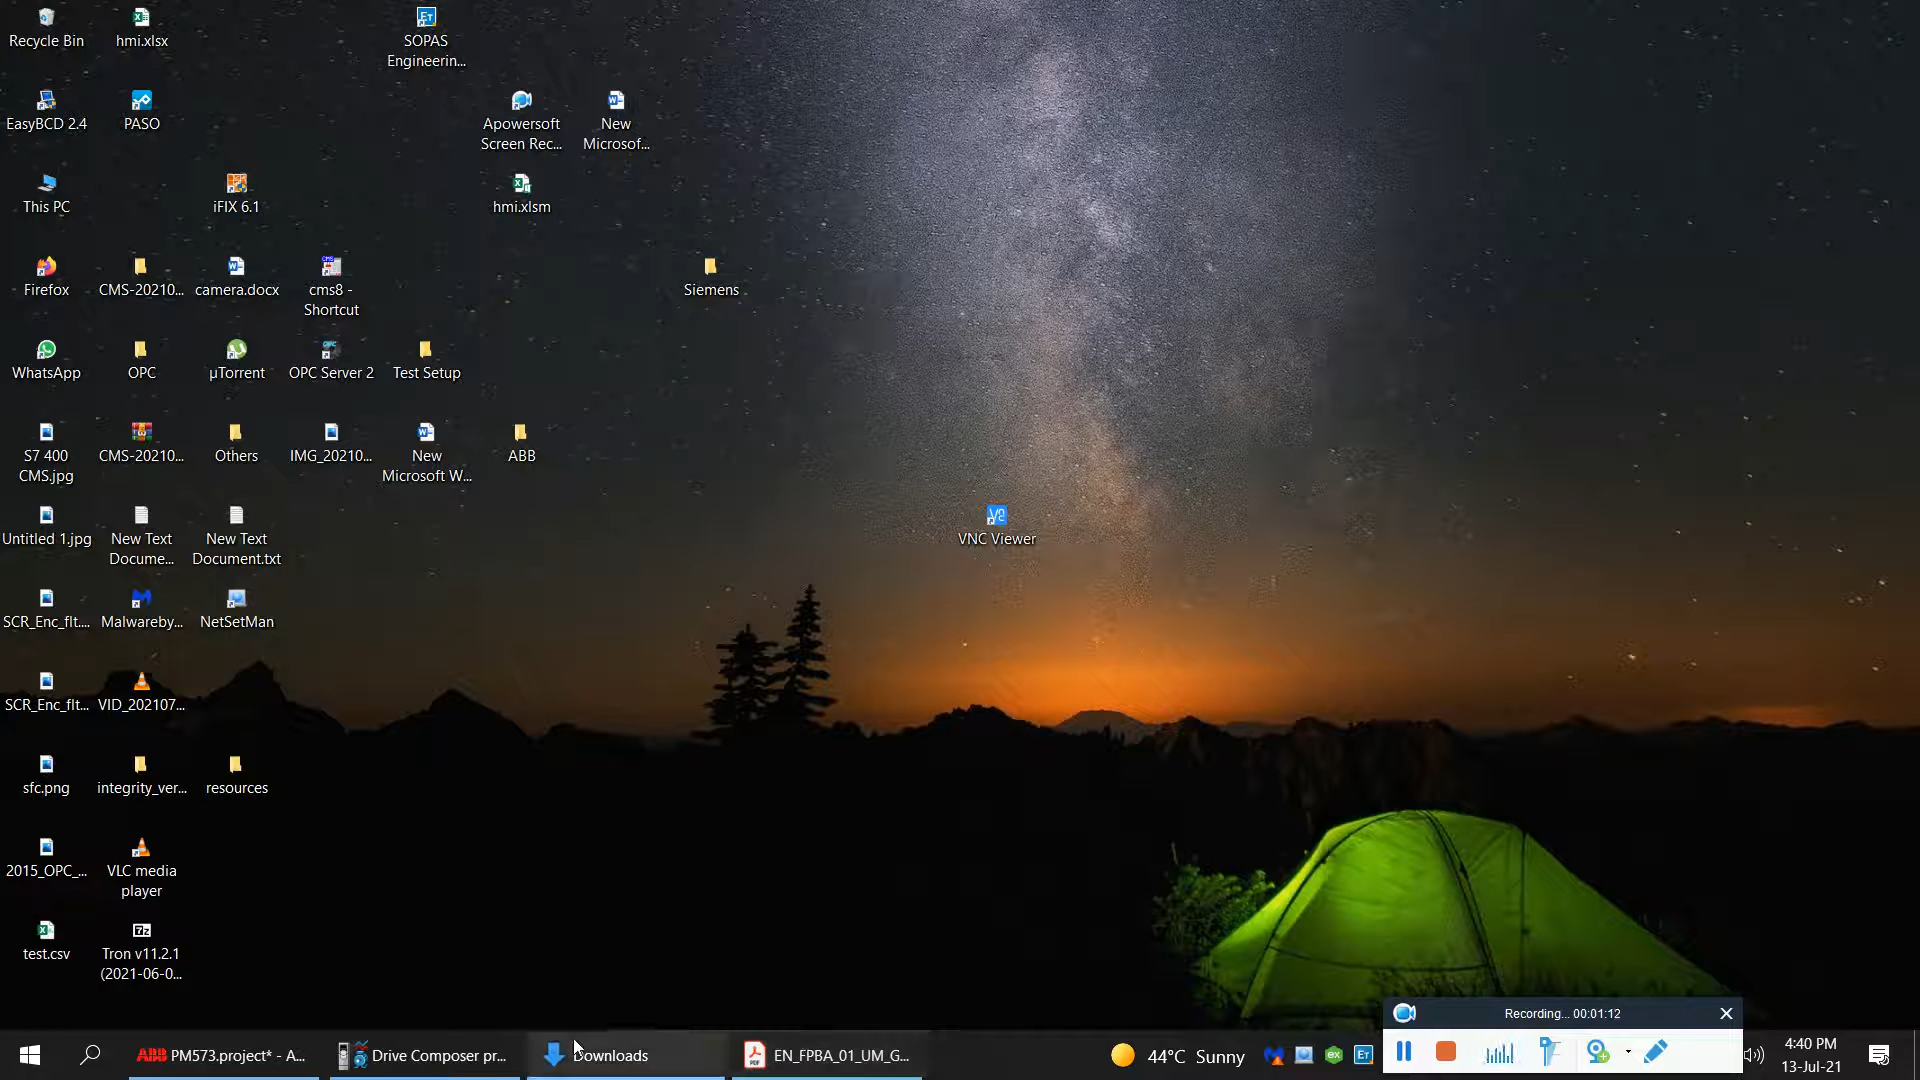 Recycle Bin
hmi.xlsx
SOPAS
Engineerin...
EasyBCD 2.4
PASO
Apowersoft
Screen Rec...
New
Microsof...
This PC
iFIX 6.1
hmi.xlsm
Firefox
CMS-20210...
camera.docx
cms8 -
Shortcut
Siemens
WhatsApp
OPC
µTorrent
OPC Server 2
Test Setup
S7 400
CMS.jpg
CMS-20210...
Others
IMG_20210...
New
Microsoft W...
ABB
Untitled 1.jpg
New Text
Docume...
New Text
Document.txt
VNC Viewer
SCR_Enc_flt....
Malwareby...
NetSetMan
SCR_Enc_flt...
VID_202107...
sfc.png
integrity_ver...
resources
2015_OPC_...
VLC media
player
test.csv
Tron v11.2.1
(2021-06-0...
Recording... 00:01:12
ABB PM573.project* - A...
Drive Composer pr...
Downloads
EN_FPBA_01_UM_G...
44°C Sunny
4:40 PM
13-Jul-21